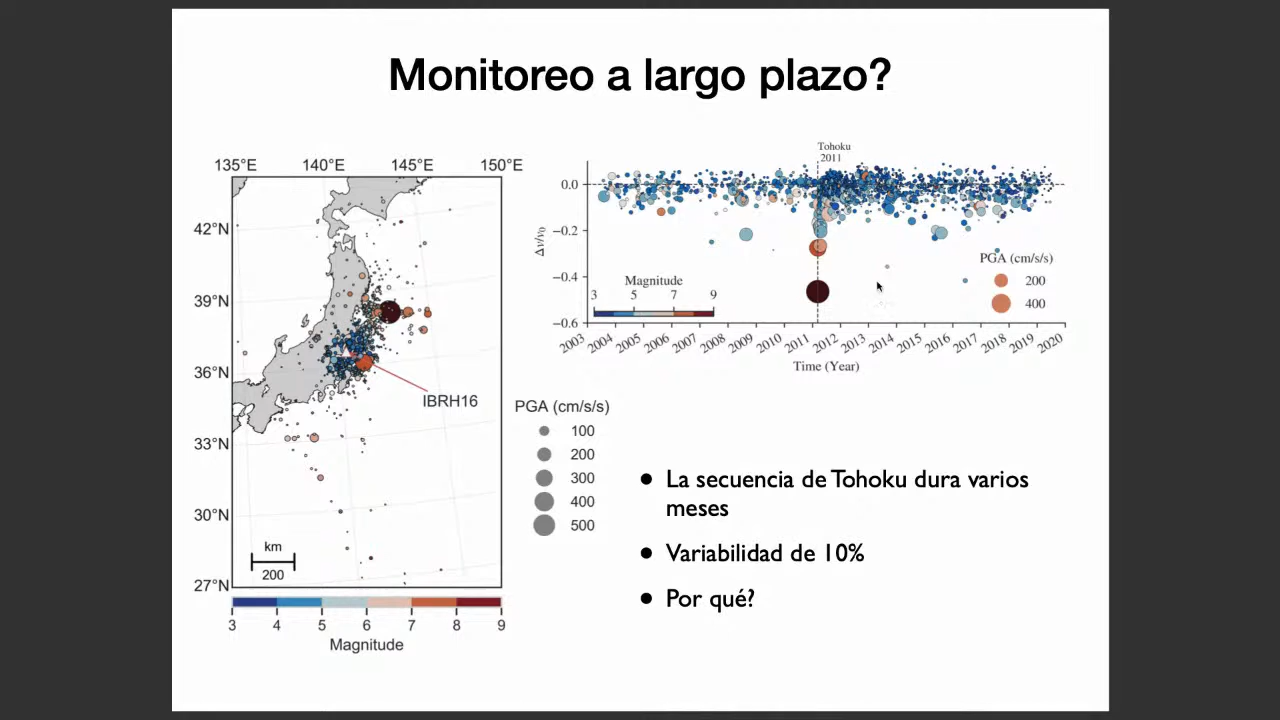 Monitoreo a largo plazo?
135°E 140°E 145°E 150°E
42°N
39°N
36°N
33°N
30°N
27°N
IBRH16
km
200
3 4 5 6 7 8 9
Magnitude
PGA (cm/s/s)
100
200
300
400
500
Tohoku
2011
0.0
−0.2
−0.4
−0.6
Δv/v₀
Magnitude
3 5 7 9
PGA (cm/s/s)
200
400
2003 2004 2005 2006 2007 2008 2009 2010 2011 2012 2013 2014 2015 2016 2017 2018 2019 2020
Time (Year)
● La secuencia de Tohoku dura varios
meses
● Variabilidad de 10%
● Por qué?